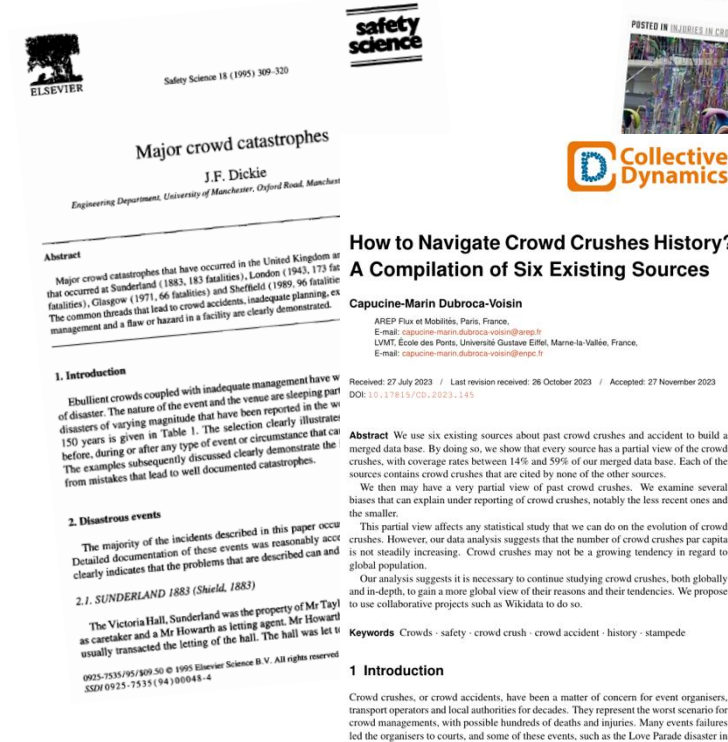 ELSEVIER
Safety Science 18 (1995) 309–320
safety
science
Major crowd catastrophes
J.F. Dickie
Engineering Department, University of Manchester, Oxford Road,
Abstract
Major crowd catastrophes that have occurred in the United Kingdom
that occurred at Sunderland (1883, 183 fatalities), London (1943, 173
fatalities), Glasgow (1971, 66 fatalities) and Sheffield (1989, 96
The common threads that lead to crowd accidents, inadequate planning,
management and a flaw or hazard in a facility are clearly demonstrated.
1. Introduction
Ebullient crowds coupled with inadequate management have
of disaster. The nature of the event and the venue are sleeping
disasters of varying magnitude that have been reported in the
150 years is given in Table 1. The selection clearly
before, during or after any type of event or circumstance that
The examples subsequently discussed clearly demonstrate the
from mistakes that lead to well documented catastrophes.
2. Disastrous events
The majority of the incidents described in this paper
Detailed documentation of these events was reasonably
clearly indicates that the problems that are described can and
2.1. SUNDERLAND 1883 (Shield, 1883)
The Victoria Hall, Sunderland was the property of Mr
as caretaker and a Mr Howarth as letting agent. Mr
usually transacted the letting of the hall. The hall was let
0925-7535/95/$09.50 © 1995 Elsevier Science B.V. All rights reserved
SSDI 0925-7535(94)00048-4
POSTED IN INJURIES IN
Collective
Dynamics
How to Navigate Crowd Crushes History?
A Compilation of Six Existing Sources
Capucine-Marin Dubroca-Voisin
AREP Flux et Mobilités, Paris, France,
E-mail: capucine-marin.dubroca-voisin@arep.fr
LVMT, École des Ponts, Université Gustave Eiffel, Marne-la-Vallée, France,
E-mail: capucine-marin.dubroca-voisin@enpc.fr
Received: 27 July 2023 / Last revision received: 26 October 2023 / Accepted: 27 November 2023
DOI: 10.17815/CD.2023.145
Abstract We use six existing sources about past crowd crushes and accident to build a
merged data base. By doing so, we show that every source has a partial view of the crowd
crushes, with coverage rates between 14% and 59% of our merged data base. Each of the
sources contains crowd crushes that are cited by none of the other sources.
We then may have a very partial view of past crowd crushes. We examine several
biases that can explain under reporting of crowd crushes, notably the less recent ones and
the smaller.
This partial view affects any statistical study that we can do on the evolution of crowd
crushes. However, our data analysis suggests that the number of crowd crushes par capita
is not steadily increasing. Crowd crushes may not be a growing tendency in regard to
global population.
Our analysis suggests it is necessary to continue studying crowd crushes, both globally
and in-depth, to gain a more global view of their reasons and their tendencies. We propose
to use collaborative projects such as Wikidata to do so.
Keywords Crowds · safety · crowd crush · crowd accident · history · stampede
1 Introduction
Crowd crushes, or crowd accidents, have been a matter of concern for event organisers,
transport operators and local authorities for decades. They represent the worst scenario for
crowd managements, with possible hundreds of deaths and injuries. Many events failures
led the organisers to courts, and some of these events, such as the Love Parade disaster in